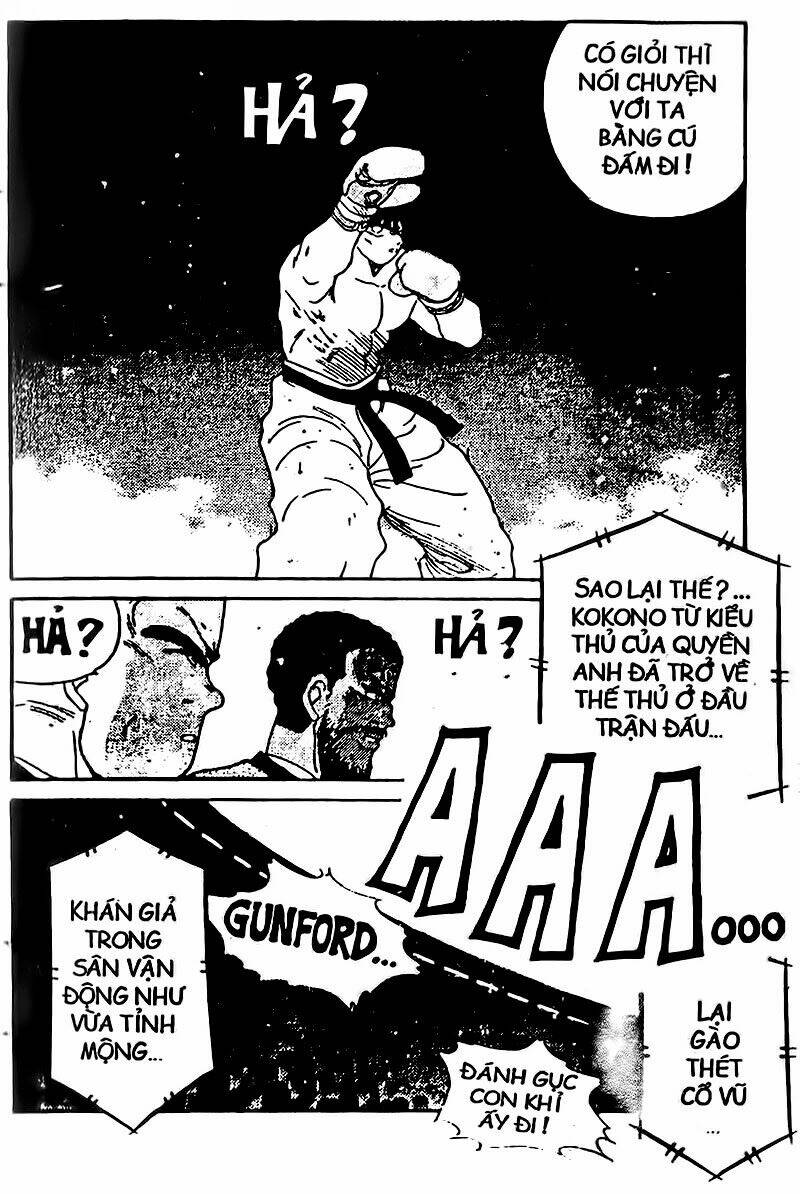 CÓ GIỎI THÌ
NÓI CHUYỆN
VỚI TA
BẰNG CÚ
ĐẤM ĐI!
HẢ?
SAO LẠI THẾ?...
KOKONO TỪ KIỂU
THỦ CỦA QUYỀN
ANH ĐÃ TRỞ VỀ
THẾ THỦ Ở ĐẦU
TRẬN ĐẤU...
HẢ?
HẢ?
AAAOOO
GUNFORD...
KHÁN GIẢ
TRONG
SÂN VẬN
ĐỘNG NHƯ
VỪA TỈNH
MỘNG...
LẠI
GÀO
THÉT
CỔ VŨ
...
ĐÁNH GỤC
CON KHỈ
ẤY ĐI!